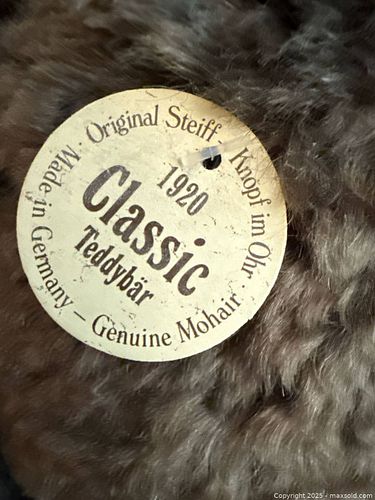 Made in Germany – Genuine Mohair · Original Steiff Knopf im Ohr ·
1920
Classic
Teddybär
Copyright 2025 - maxsold.com